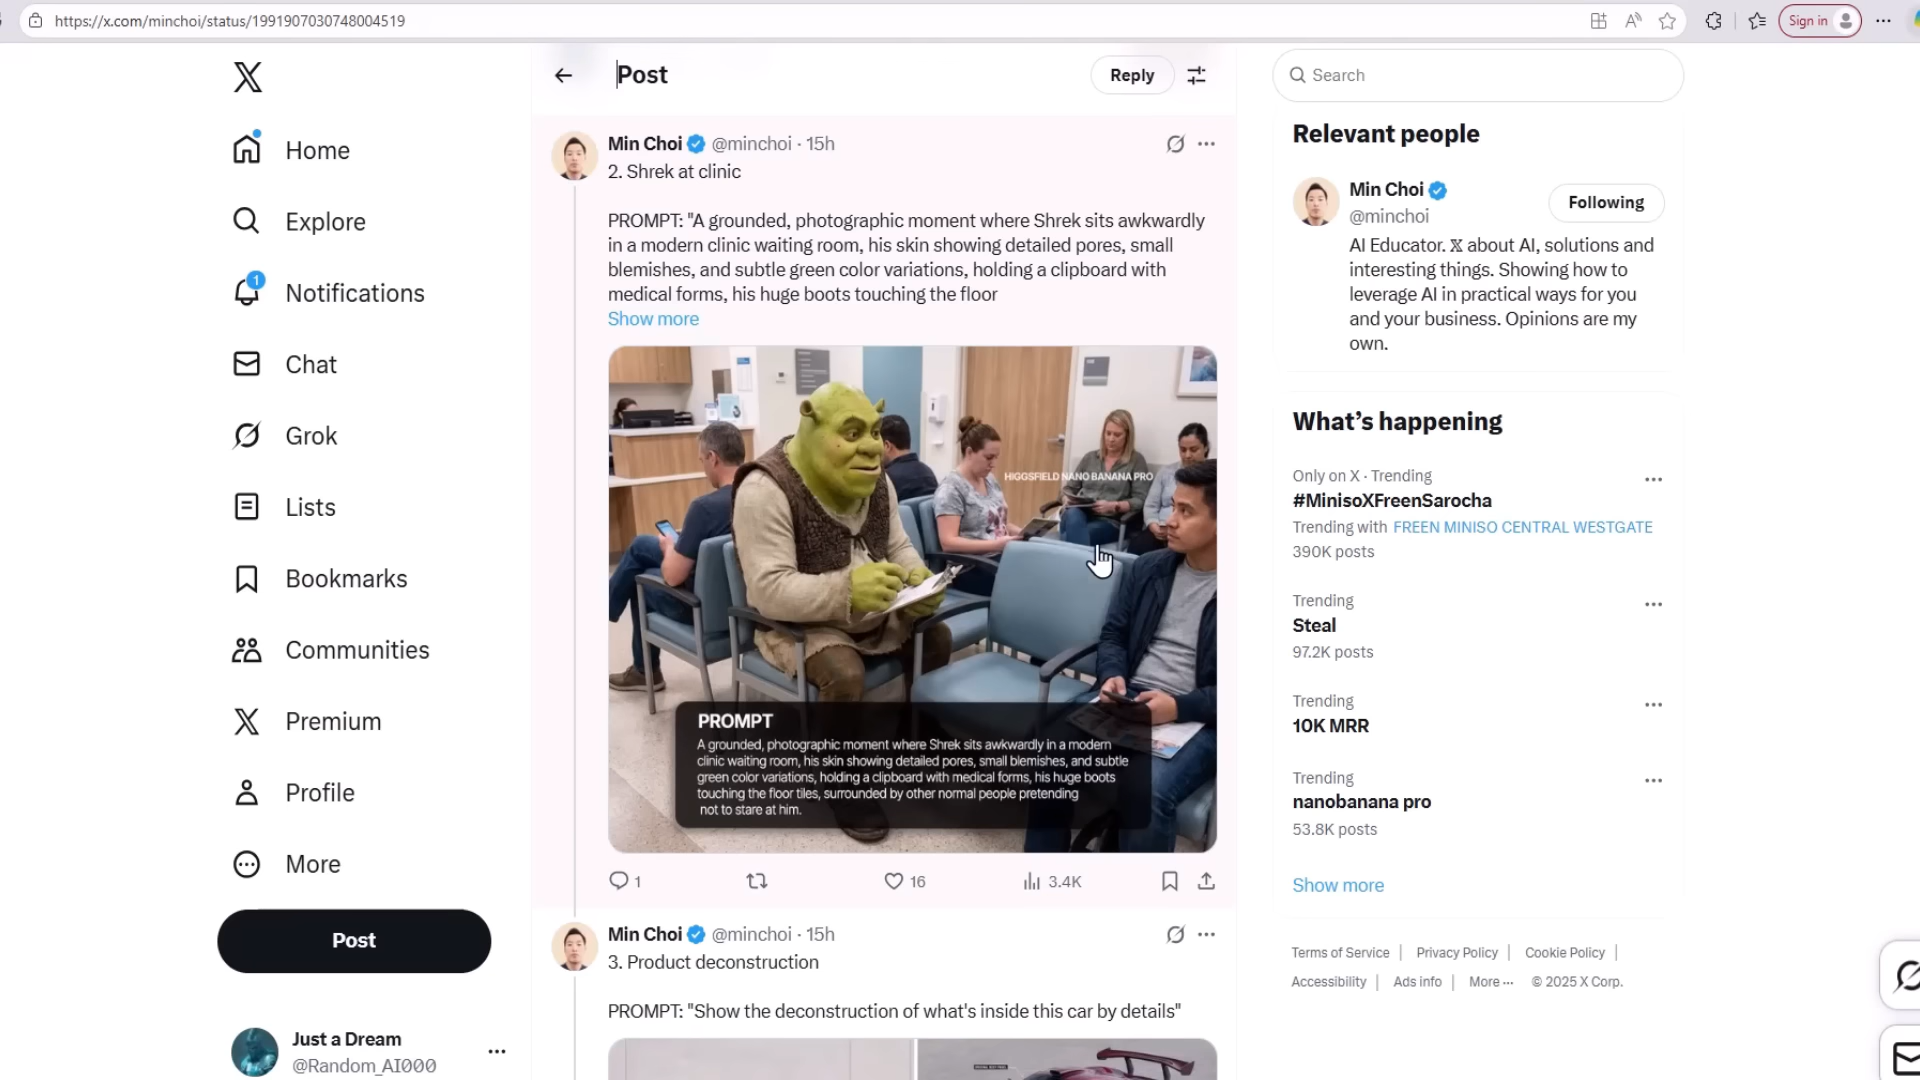 https://x.com/minchoi/status/1991907030748004519
Sign in
Home
Explore
1
Notifications
Chat
Grok
Lists
Bookmarks
Communities
Premium
Profile
More
Post
Just a Dream
@Random_AI000
Post
Reply
Min Choi @minchoi · 15h
2. Shrek at clinic
PROMPT: "A grounded, photographic moment where Shrek sits awkwardly
in a modern clinic waiting room, his skin showing detailed pores, small
blemishes, and subtle green color variations, holding a clipboard with
medical forms, his huge boots touching the floor
Show more
HIGGSFIELD NANO BANANA PRO
PROMPT
A grounded, photographic moment where Shrek sits awkwardly in a modern
clinic waiting room, his skin showing detailed pores, small blemishes, and subtle
green color variations, holding a clipboard with medical forms, his huge boots
touching the floor tiles, surrounded by other normal people pretending
not to stare at him.
1
16
3.4K
Min Choi @minchoi · 15h
3. Product deconstruction
PROMPT: "Show the deconstruction of what's inside this car by details"
Search
Relevant people
Min Choi
@minchoi
Following
AI Educator. 𝕏 about AI, solutions and
interesting things. Showing how to
leverage AI in practical ways for you
and your business. Opinions are my
own.
What's happening
Only on X · Trending
#MinisoXFreenSarocha
Trending with FREEN MINISO CENTRAL WESTGATE
390K posts
Trending
Steal
97.2K posts
Trending
10K MRR
Trending
nanobanana pro
53.8K posts
Show more
Terms of Service | Privacy Policy | Cookie Policy |
Accessibility | Ads info | More ··· © 2025 X Corp.